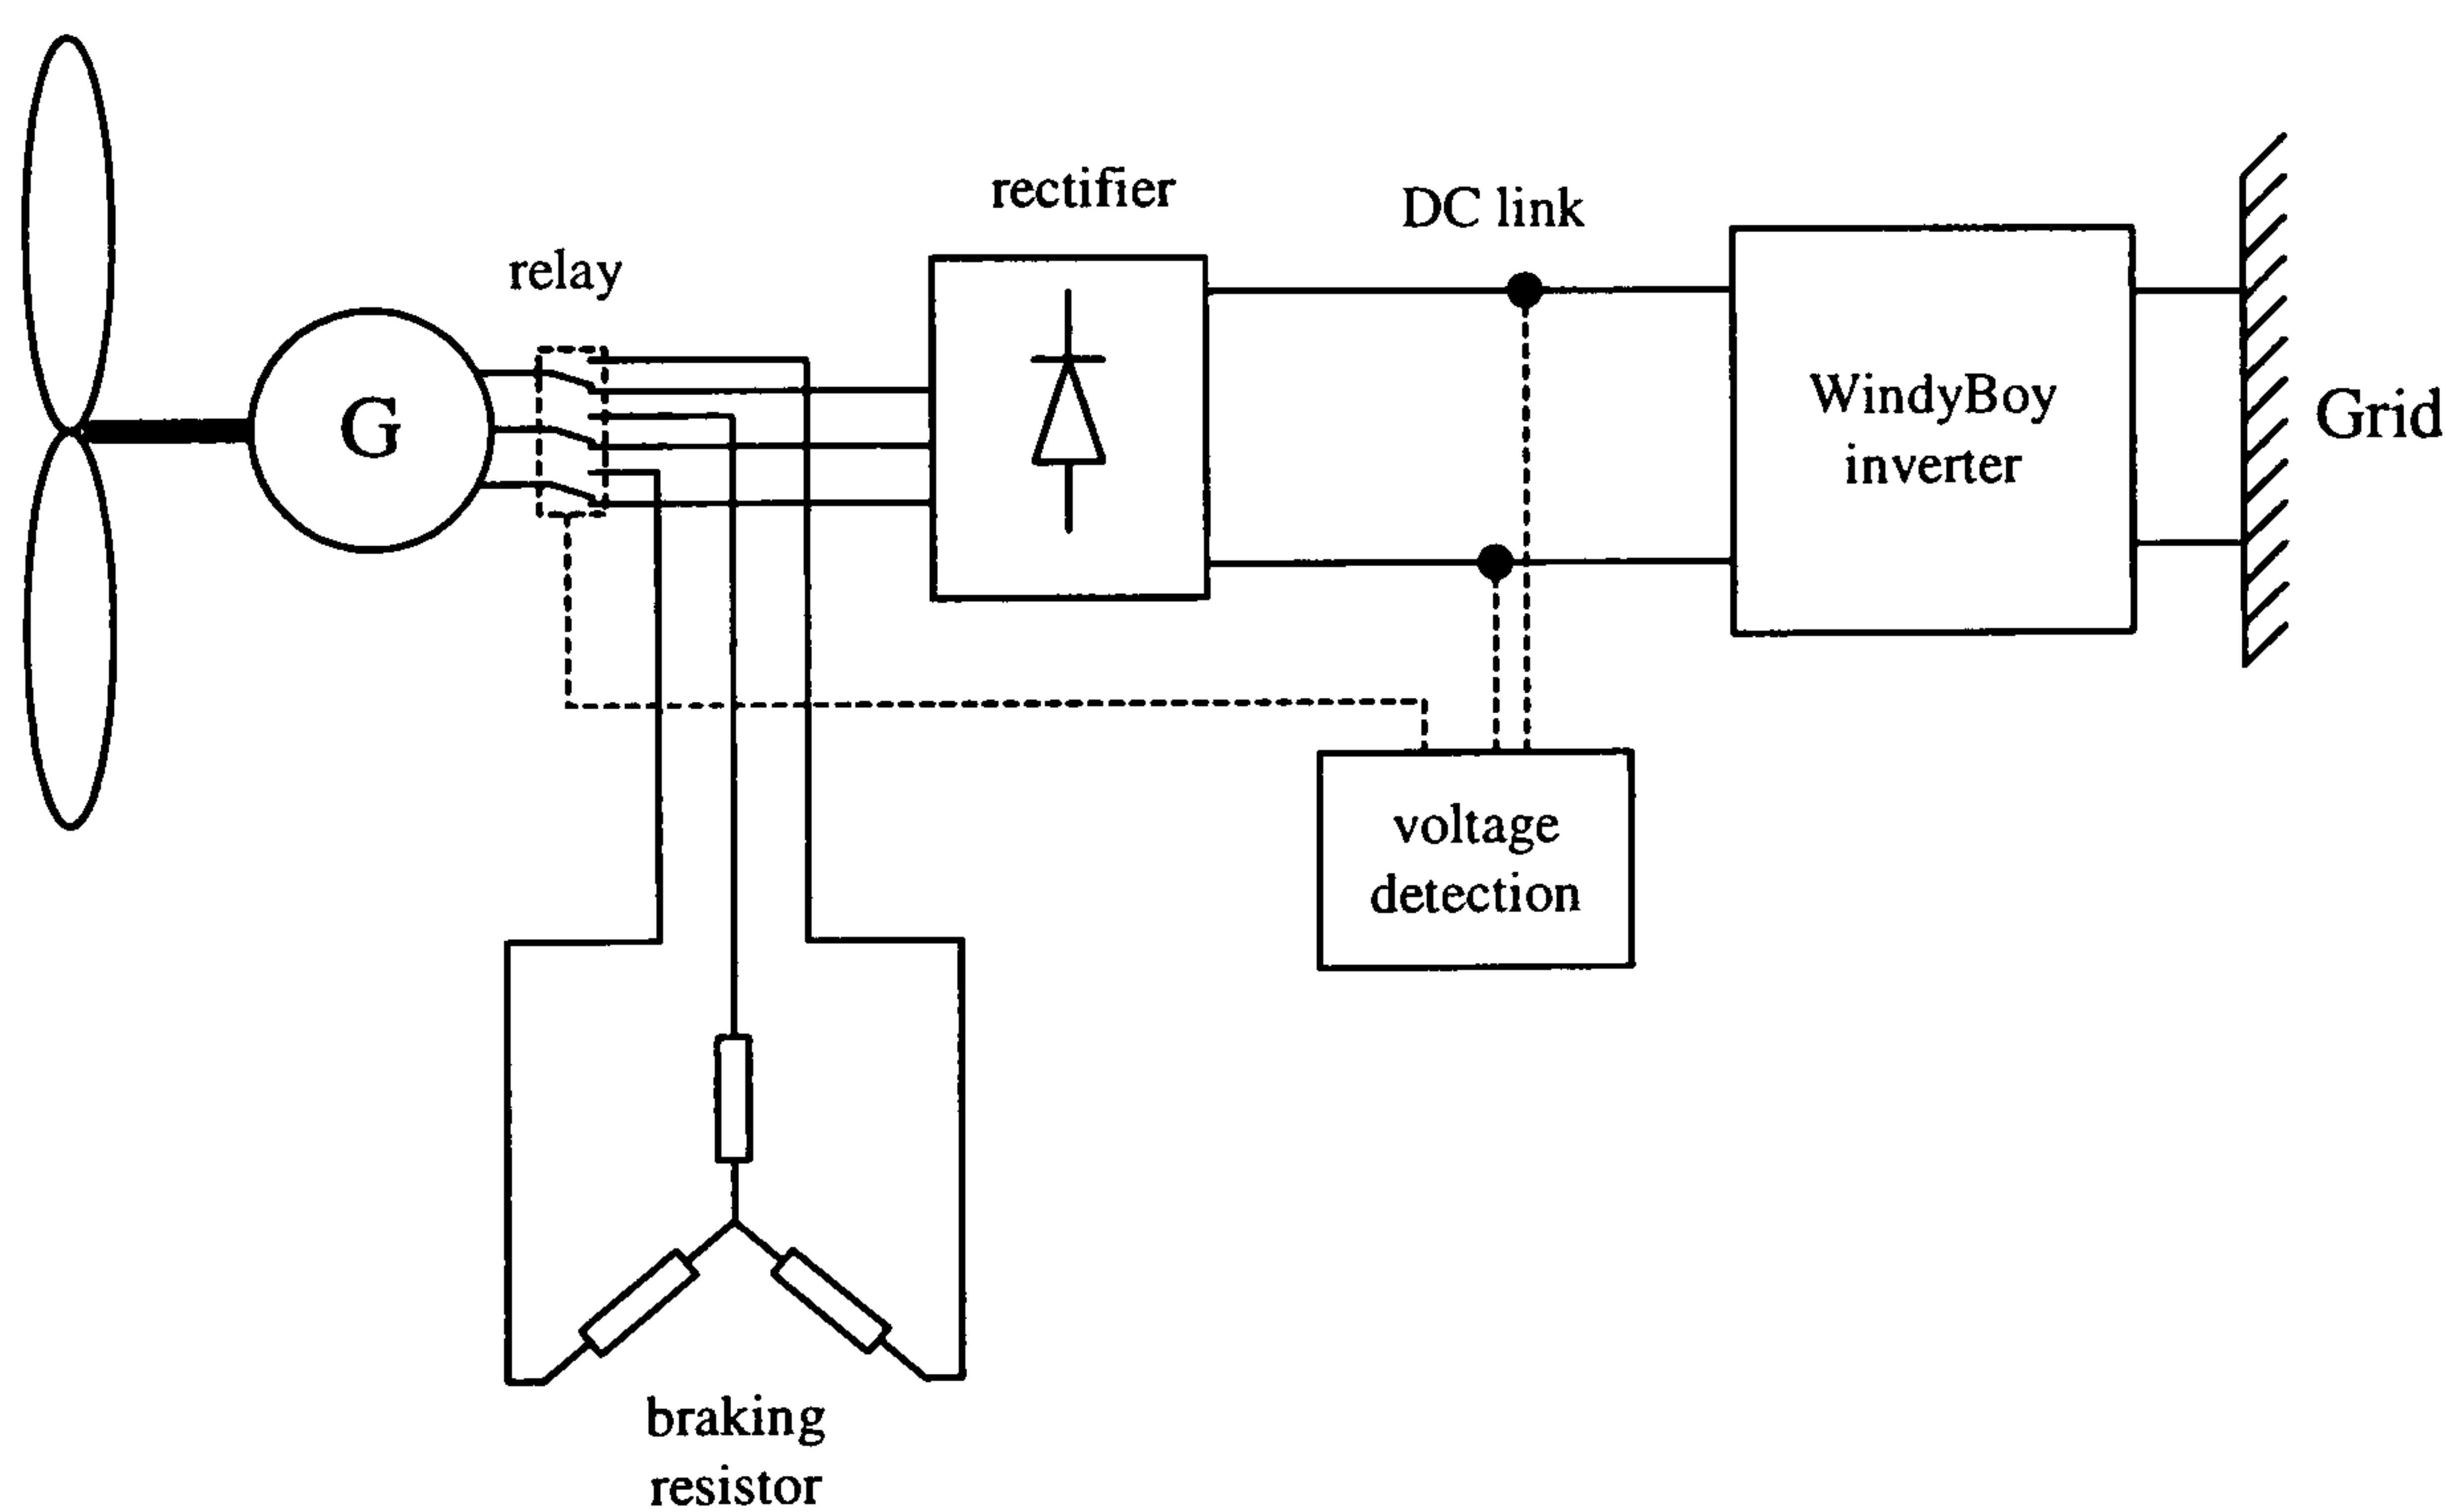 rectifier
DC link
relay
G
WindyBoy
inverter
Grid
voltage
detection
braking
resistor